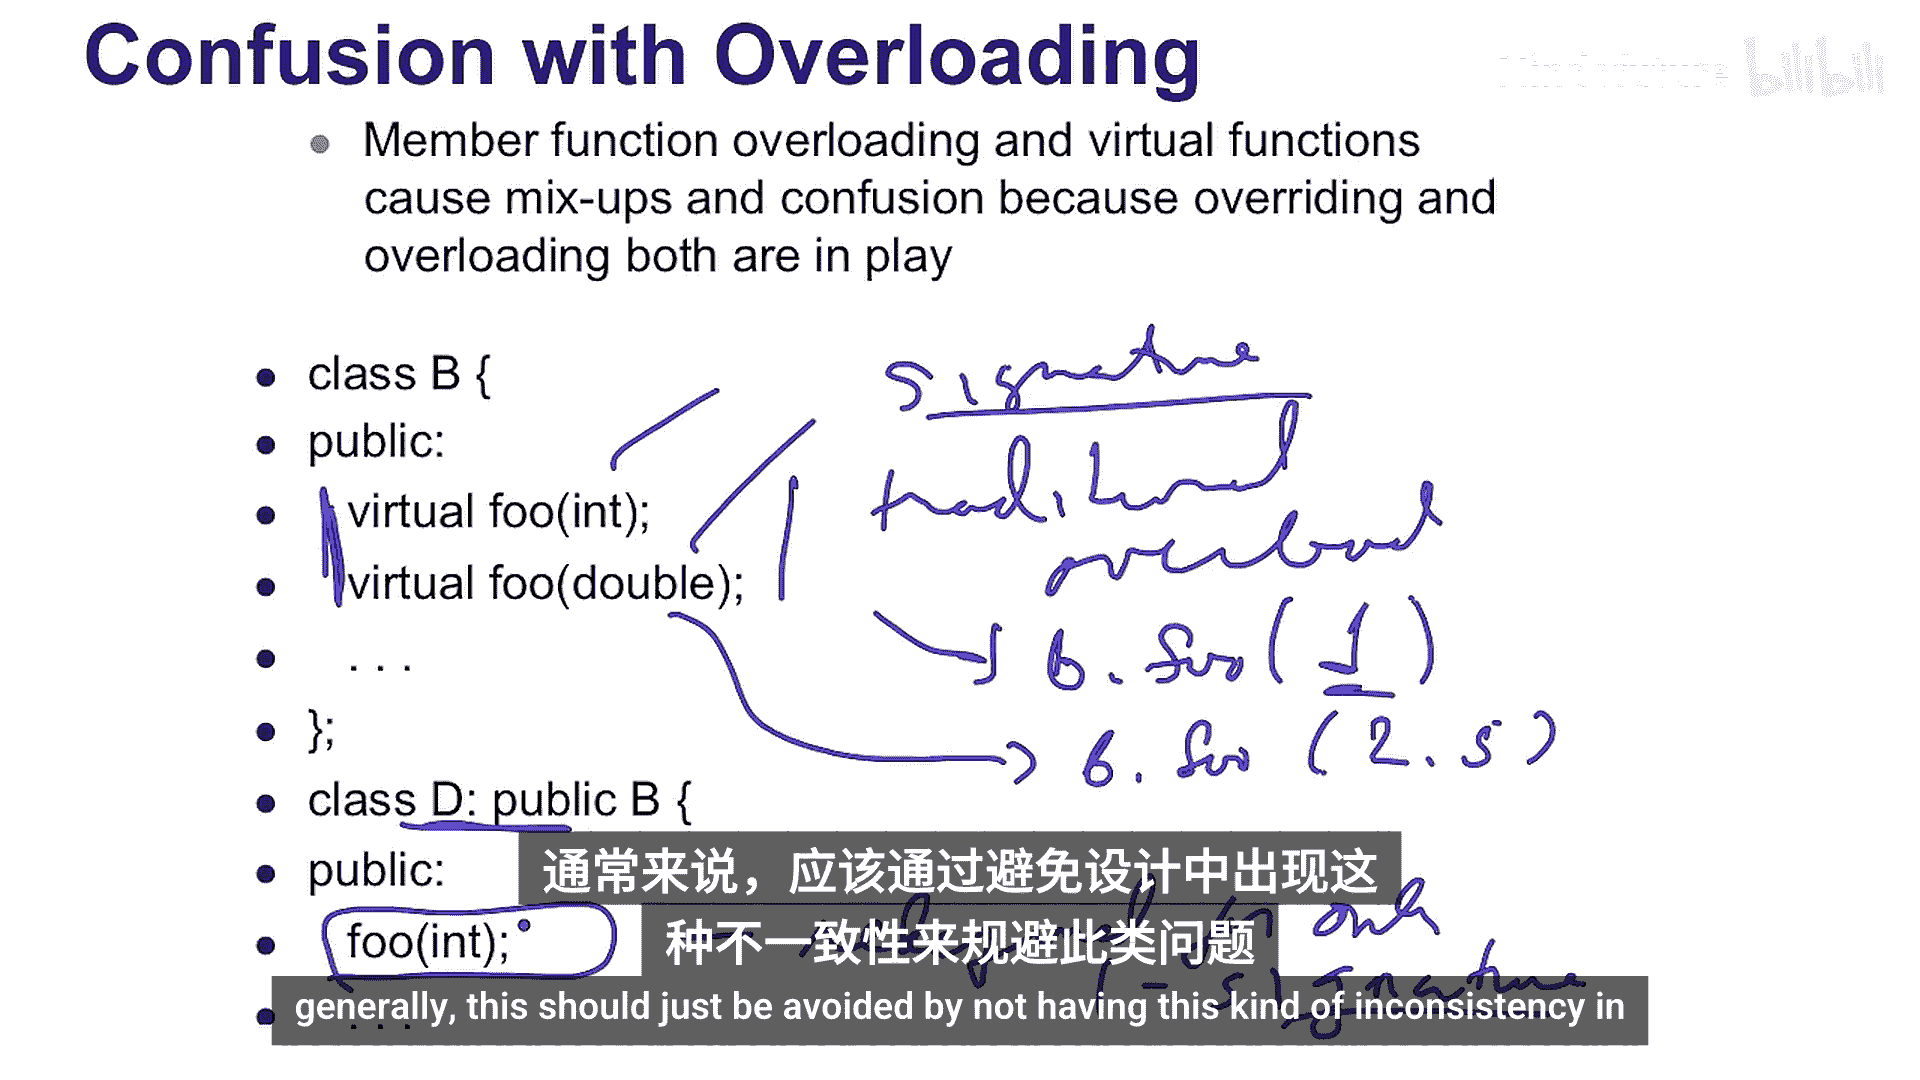 Confusion with Overloading
bilibili
• Member function overloading and virtual functions
cause mix-ups and confusion because overriding and
overloading both are in play
• class B {
• public:
• virtual foo(int);
• virtual foo(double);
• . . .
• };
• class D: public B {
• public:
• foo(int);
• . . .
signature
traditional
overload
b.foo(1)
b.foo(2.5)
only
signature
通常来说，应该通过避免设计中出现这
种不一致性来规避此类问题
generally, this should just be avoided by not having this kind of inconsistency in